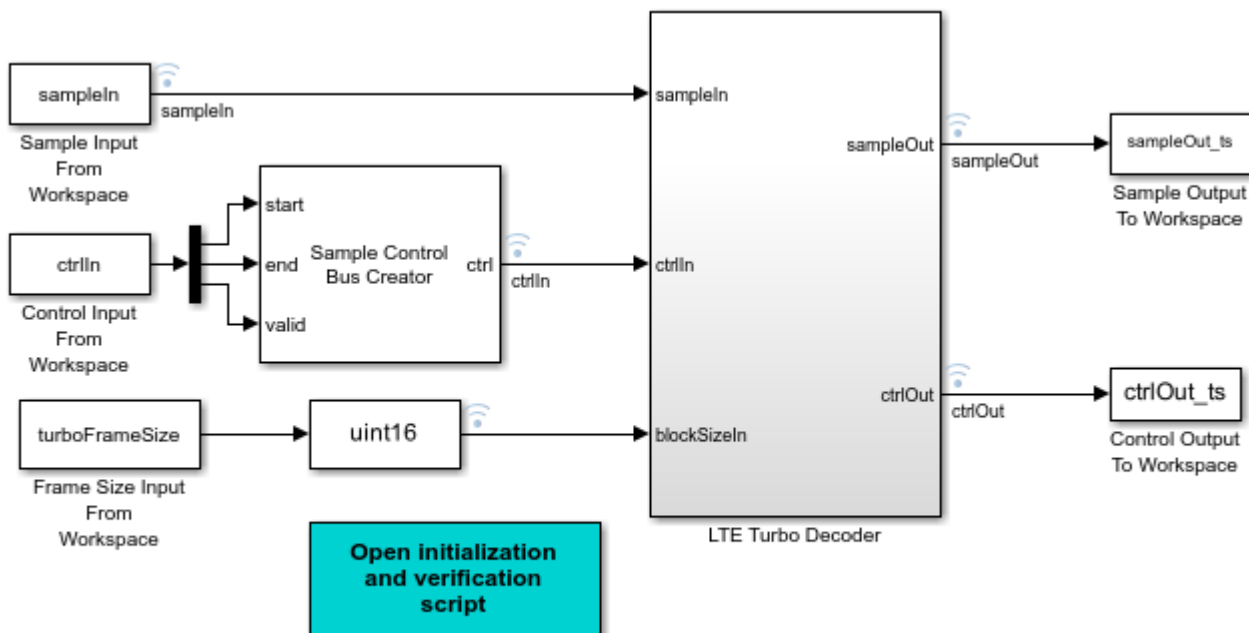 sampleIn
sampleIn
Sample Input
From
Workspace
ctrlIn
Control Input
From
Workspace
start
end
valid
Sample Control
Bus Creator
ctrl
ctrlIn
turboFrameSize
Frame Size Input
From
Workspace
uint16
Open initialization
and verification
script
sampleIn
ctrlIn
blockSizeIn
sampleOut
ctrlOut
LTE Turbo Decoder
sampleOut
sampleOut_ts
Sample Output
To Workspace
ctrlOut
ctrlOut_ts
Control Output
To Workspace